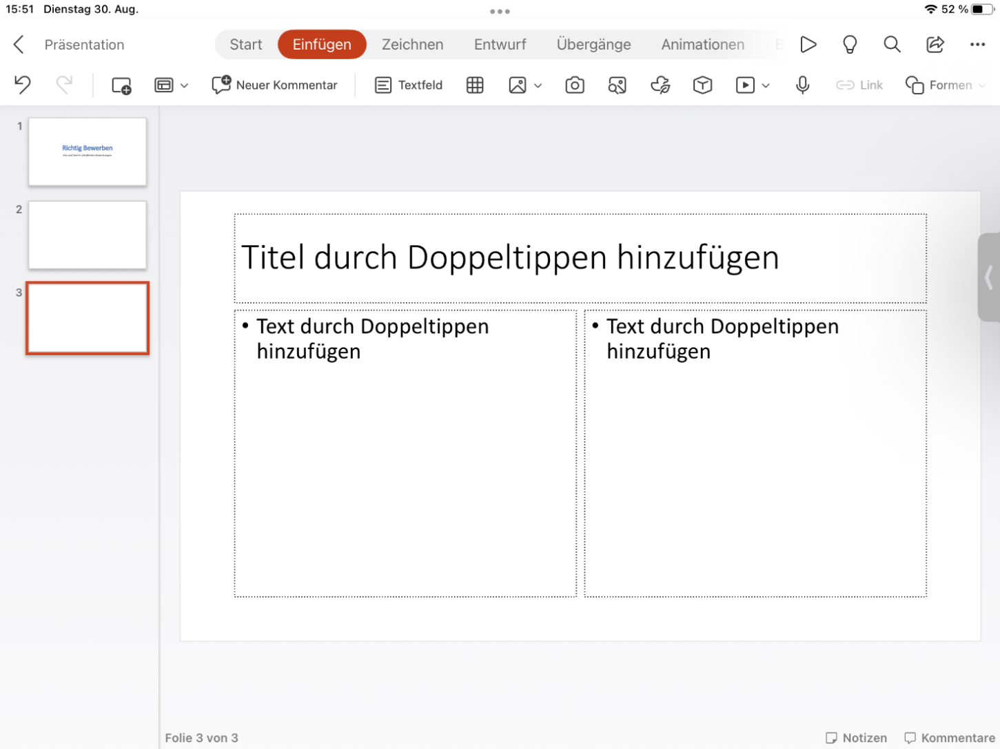 15:51 Dienstag 30. Aug.
52 %
Präsentation
Start Einfügen Zeichnen Entwurf Übergänge Animationen
Neuer Kommentar Textfeld Link Formen
1
Richtig Bewerben
2
3
Titel durch Doppeltippen hinzufügen
• Text durch Doppeltippen
hinzufügen
• Text durch Doppeltippen
hinzufügen
Folie 3 von 3
Notizen Kommentare